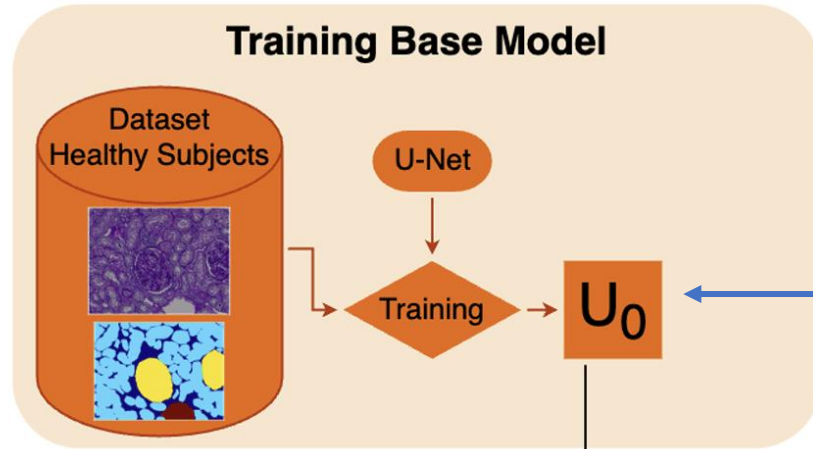 Training Base Model
Dataset
Healthy Subjects
U-Net
Training
U₀